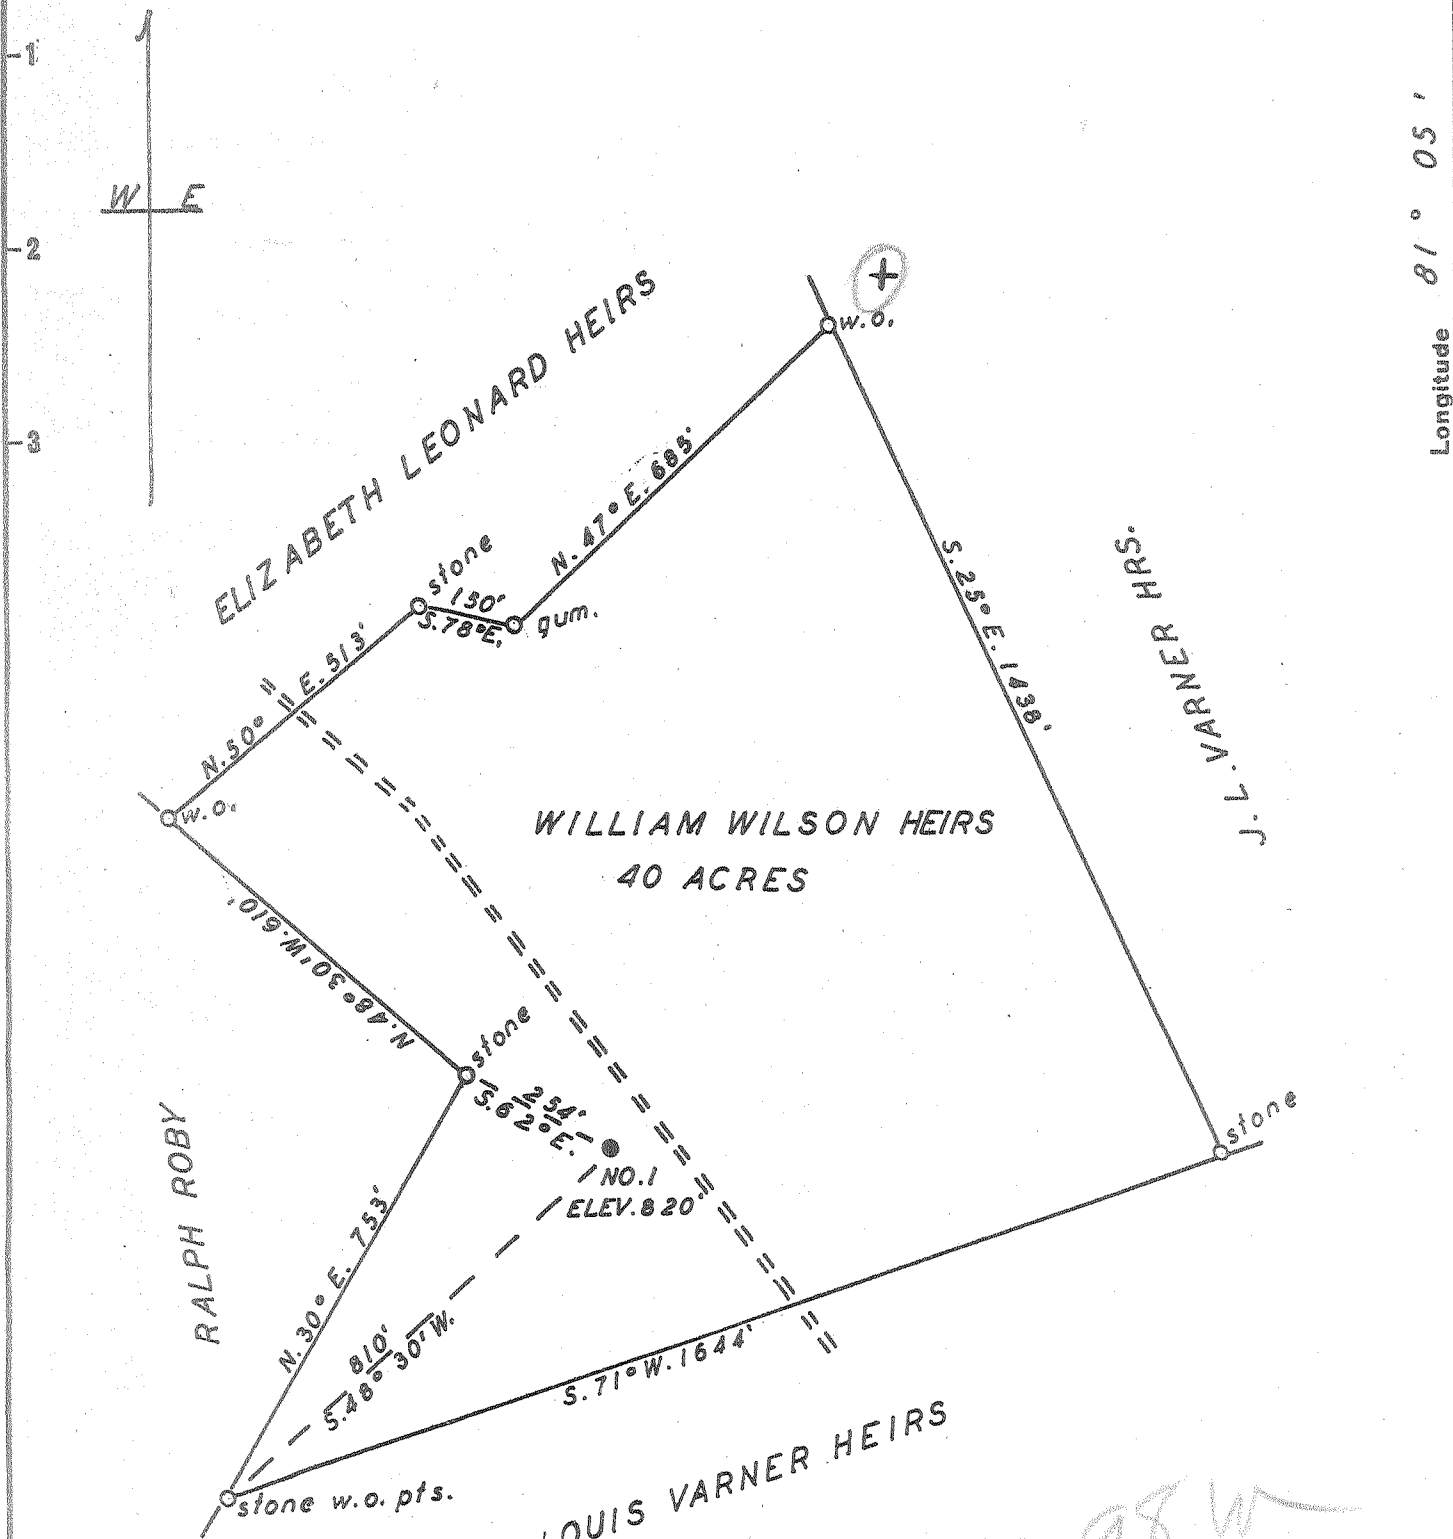 -1
W E
-2
-3
Longitude 81° 05'
+
w.o.
ELIZABETH LEONARD HEIRS
N. 47° E. 685'
stone
150'
S.78°E.
gum.
S. 25° E. 1438'
J. L. VARNER HRS.
N. 50° E. 513'
w.o.
WILLIAM WILSON HEIRS
40 ACRES
N. 48° 30' W. 610'
stone
254'
S. 62° E.
NO. 1
ELEV. 820'
stone
RALPH ROBY
N. 30° E. 753'
810'
S. 48° 30' W.
S. 71° W. 1644'
stone w.o. pts.
OUIS VARNER HEIRS
98 W